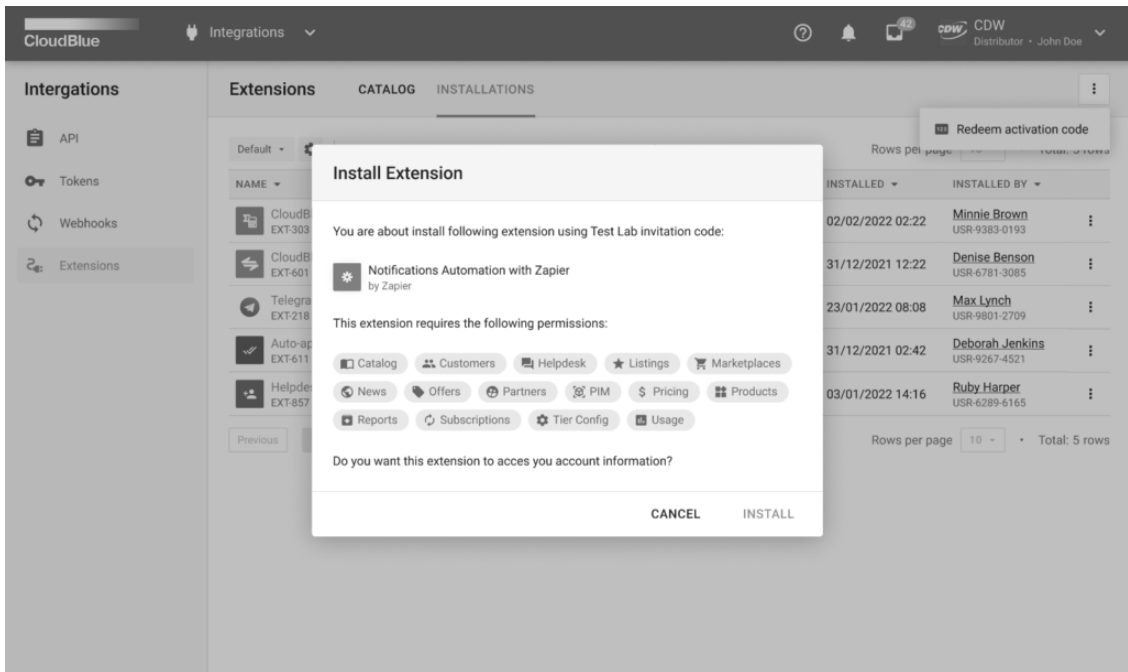 CloudBlue
Integrations
42
CDW
CDW
Distributor • John Doe
Intergations
API
Tokens
Webhooks
Extensions
Extensions CATALOG INSTALLATIONS
Redeem activation code
Default
Rows per page 10 Total: 5 rows
NAME INSTALLED INSTALLED BY
CloudB 02/02/2022 02:22 Minnie Brown
EXT-303 USR-9383-0193
CloudB 31/12/2021 12:22 Denise Benson
EXT-601 USR-6781-3085
Telegra 23/01/2022 08:08 Max Lynch
EXT-218 USR-9801-2709
Auto-ap 31/12/2021 02:42 Deborah Jenkins
EXT-611 USR-9267-4521
Helpde 03/01/2022 14:16 Ruby Harper
EXT-857 USR-6289-6165
Previous Rows per page 10 • Total: 5 rows
Install Extension
You are about install following extension using Test Lab invitation code:
Notifications Automation with Zapier
by Zapier
This extension requires the following permissions:
Catalog Customers Helpdesk Listings Marketplaces
News Offers Partners PIM $ Pricing Products
Reports Subscriptions Tier Config Usage
Do you want this extension to acces you account information?
CANCEL INSTALL